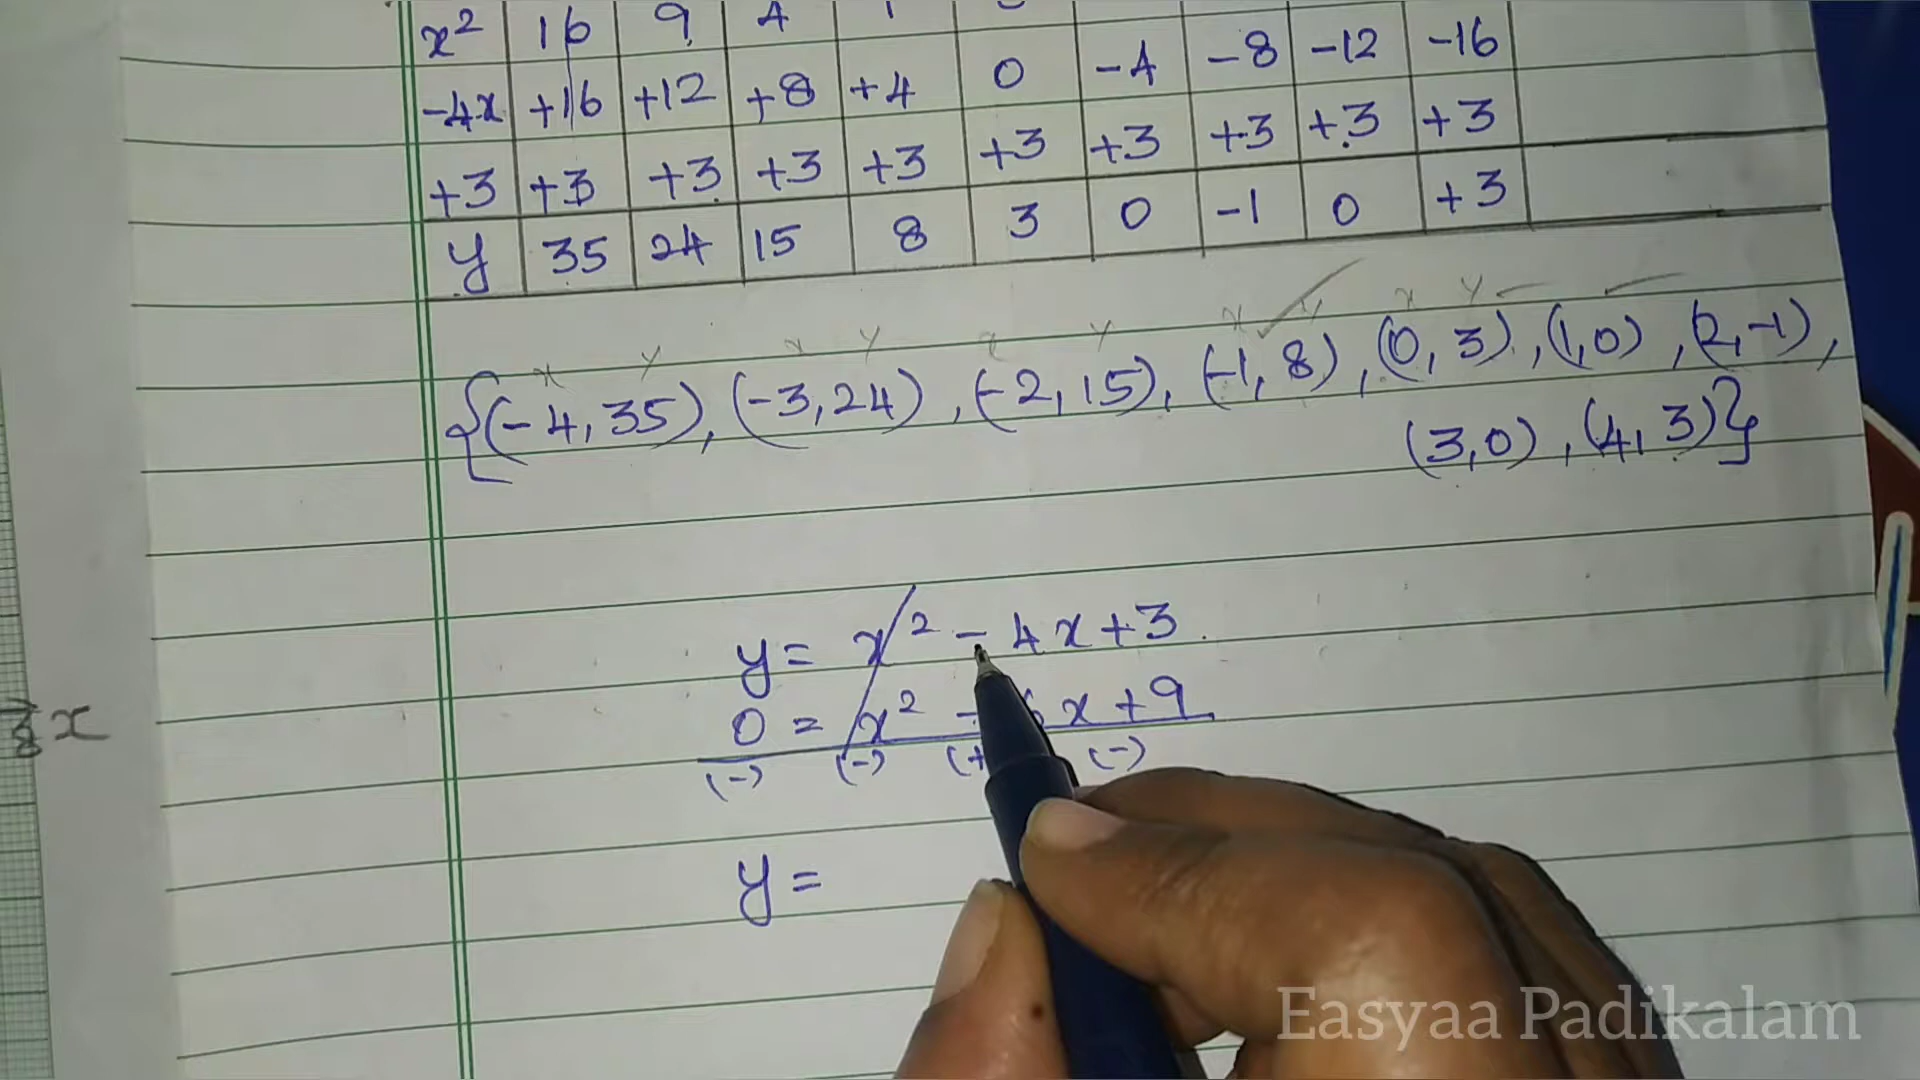 x² 16 9 4
-4x +16 +12 +8 +4 0 -4 -8 -12 -16
+3 +3 +3 +3 +3 +3 +3 +3 +3 +3
y 35 24 15 8 3 0 -1 0 +3
x y x y x y x y x y
{(-4,35), (-3,24), (-2,15), (-1,8), (0,3), (1,0), (2,-1),
(3,0), (4,3)}
y = x² - 4x+3
0 = x² - 6x+9
(-) (-) (+ (-)
y =
x
Easyaa Padikalam